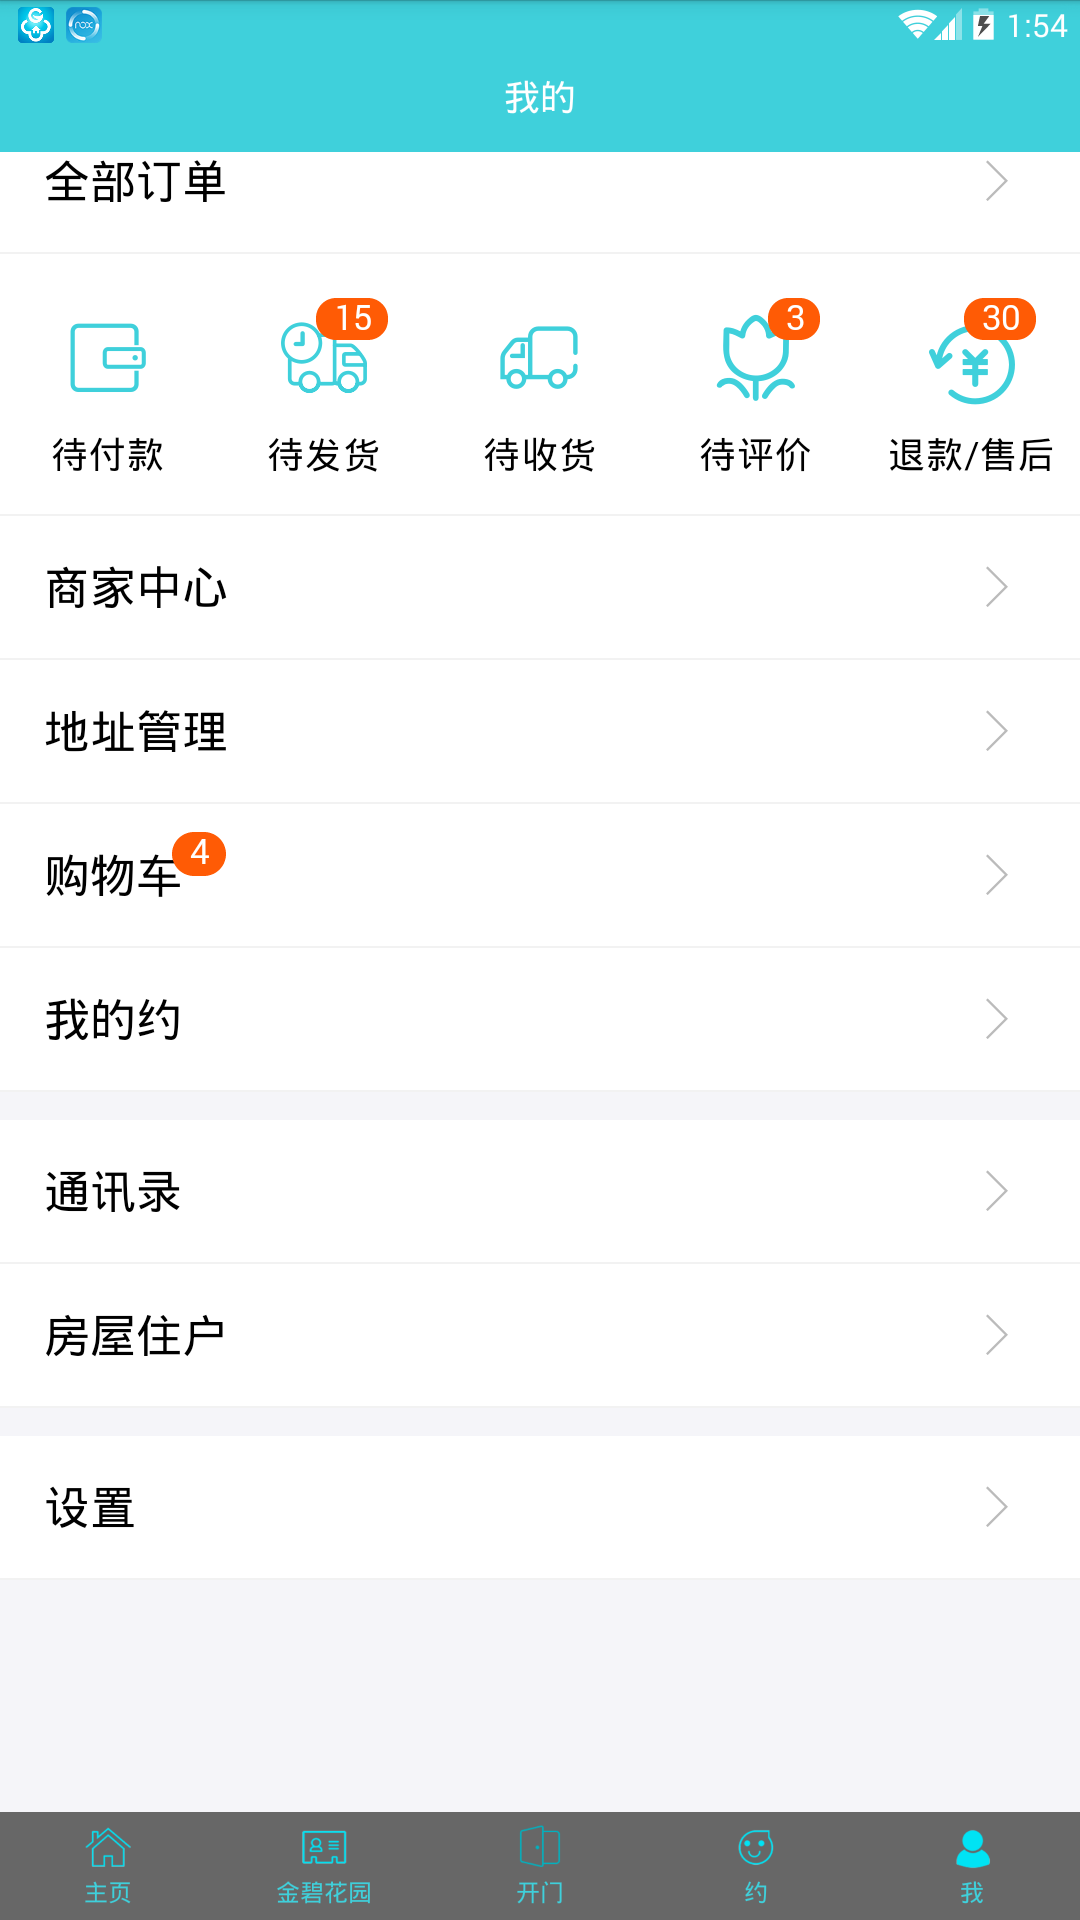 1:54
我的
全部订单
15
3
30
待付款
待发货
待收货
待评价
退款/售后
商家中心
地址管理
购物车
4
我的约
通讯录
房屋住户
设置
主页
金碧花园
开门
约
我